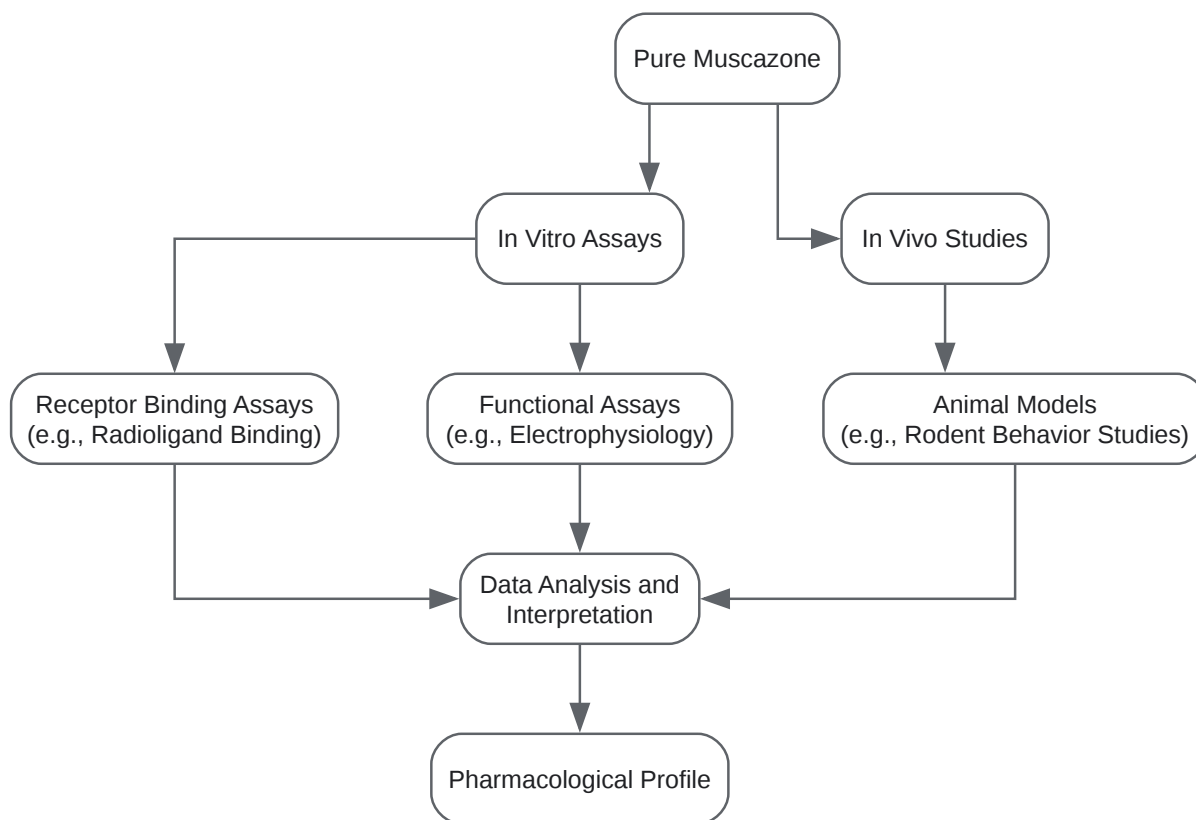 Pure Muscazone
In Vitro Assays
In Vivo Studies
Receptor Binding Assays
(e.g., Radioligand Binding)
Functional Assays
(e.g., Electrophysiology)
Animal Models
(e.g., Rodent Behavior Studies)
Data Analysis and
Interpretation
Pharmacological Profile